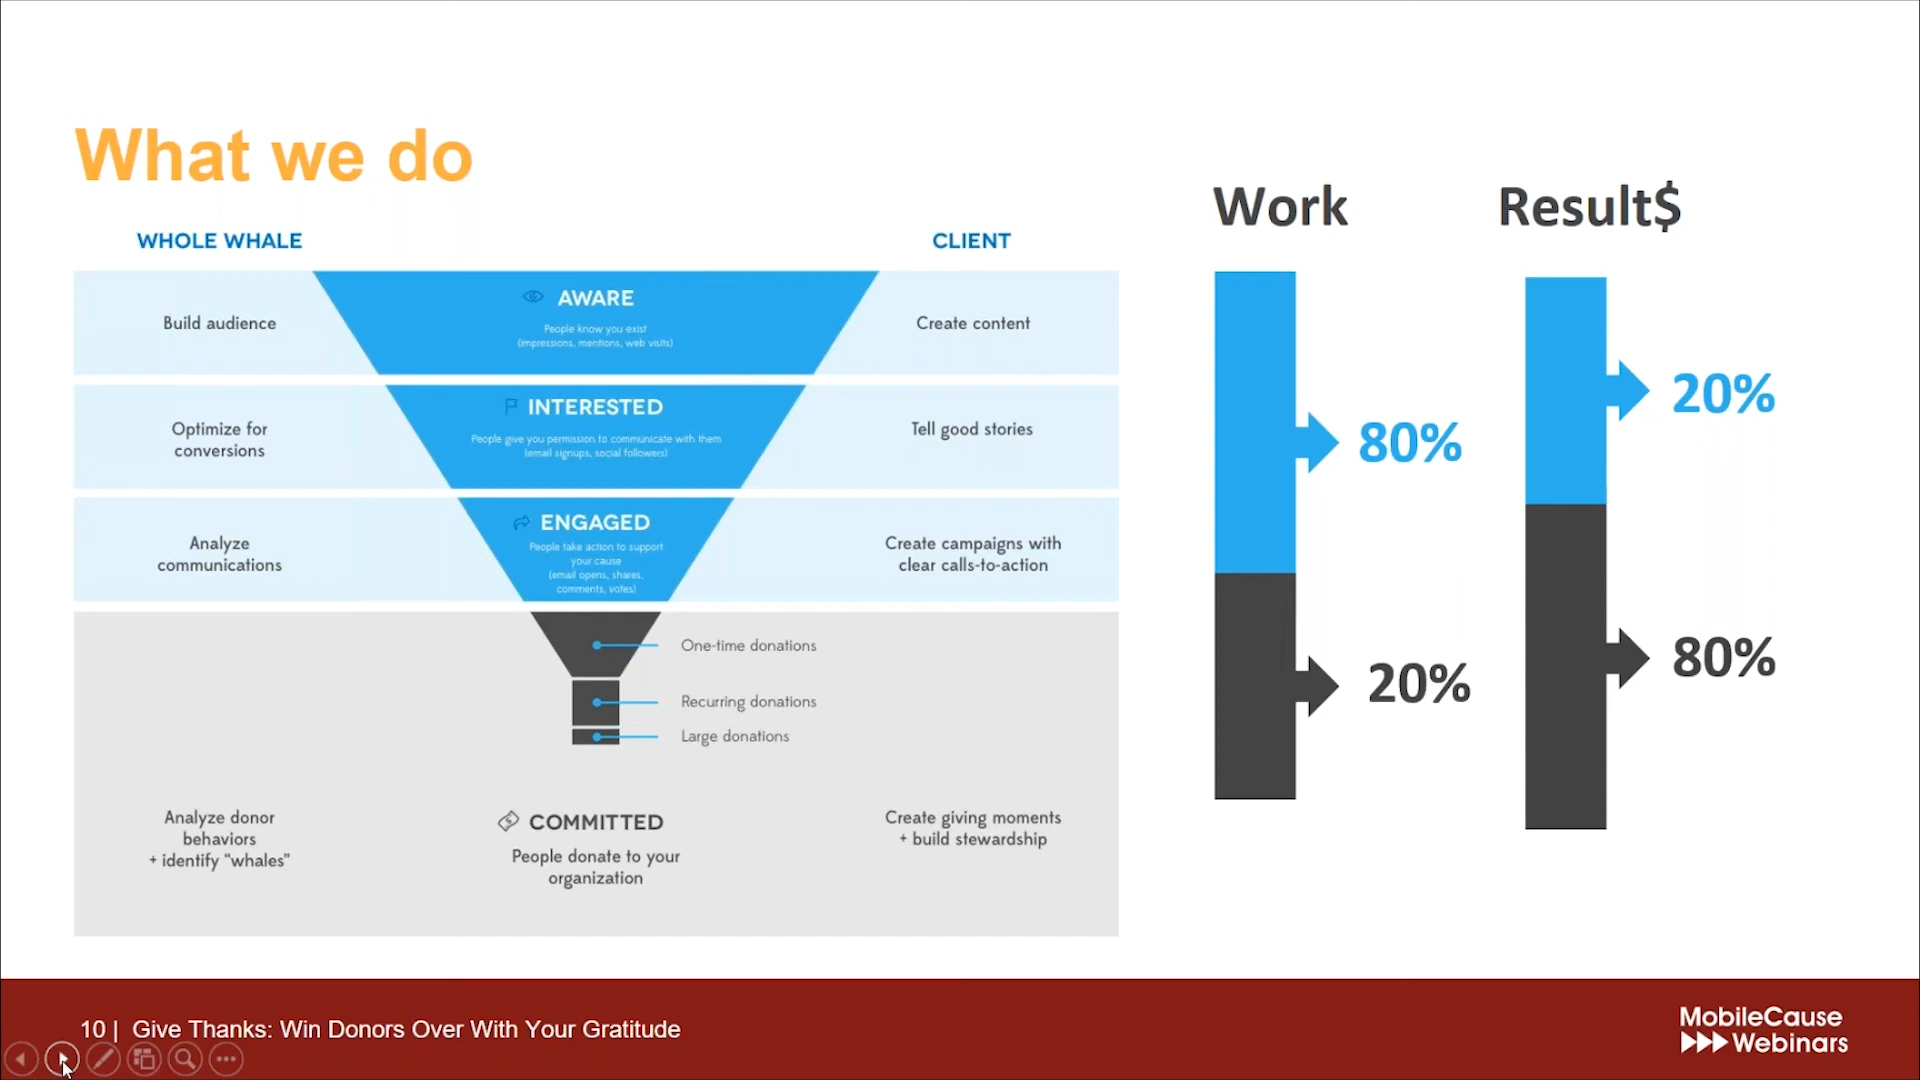 What we do
WHOLE WHALE
CLIENT
Build audience
AWARE
People know you exist
(impressions, mentions, web visits)
Create content
Optimize for
conversions
INTERESTED
People give you permission to communicate with them
(email signups, social followers)
Tell good stories
Analyze
communications
ENGAGED
People take action to support
your cause
(email opens, shares,
comments, votes)
Create campaigns with
clear calls-to-action
One-time donations
Recurring donations
Large donations
Analyze donor
behaviors
+ identify "whales"
COMMITTED
People donate to your
organization
Create giving moments
+ build stewardship
Work
80%
20%
Result$
20%
80%
10 | Give Thanks: Win Donors Over With Your Gratitude
MobileCause
Webinars